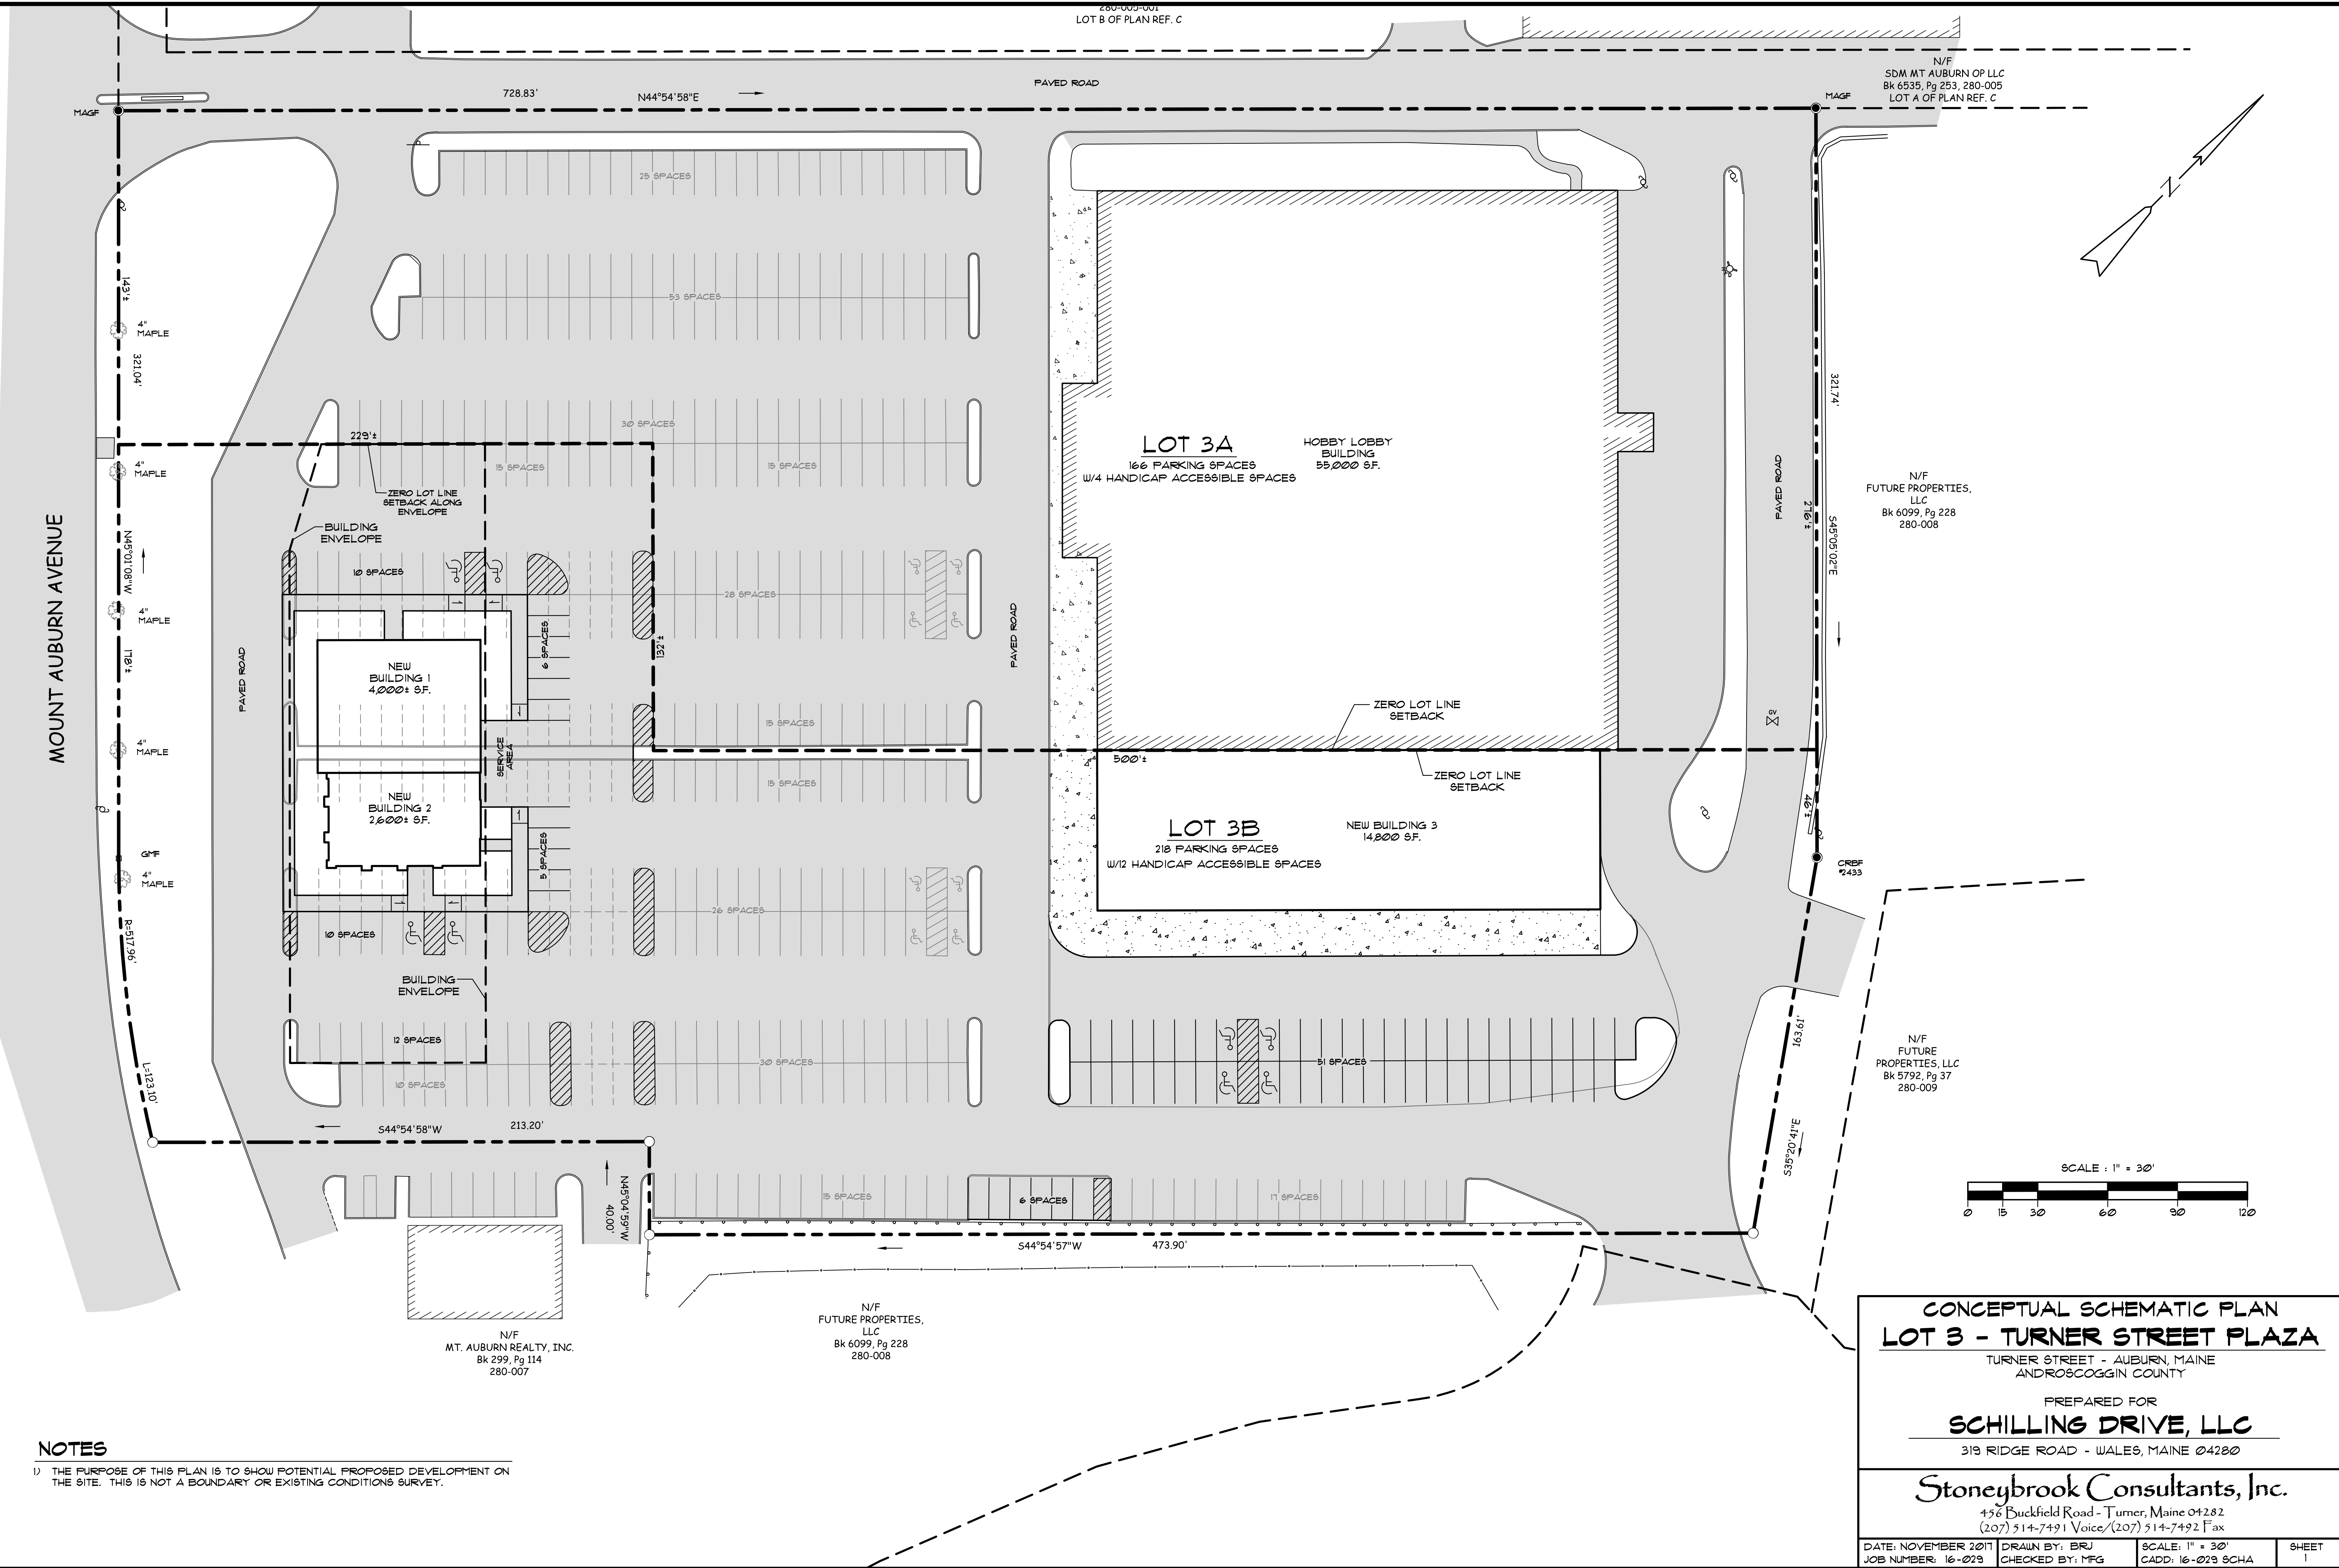 280-005-001
LOT B OF PLAN REF. C
N/F
SDM MT AUBURN OP LLC
Bk 6535, Pg 253, 280-005
LOT A OF PLAN REF. C
PAVED ROAD
728.83'
N44°54'58"E
MAGF
MAGF
N
25 SPACES
53 SPACES
143'±
4"
MAPLE
321.04'
30 SPACES
229'±
15 SPACES
15 SPACES
4"
MAPLE
ZERO LOT LINE
SETBACK ALONG
ENVELOPE
BUILDING
ENVELOPE
LOT 3A
166 PARKING SPACES
W/4 HANDICAP ACCESSIBLE SPACES
HOBBY LOBBY
BUILDING
55,000 S.F.
321.74'
PAVED ROAD
276'±
S45°05'02"E
N/F
FUTURE PROPERTIES,
LLC
Bk 6099, Pg 228
280-008
MOUNT AUBURN AVENUE
N45°01'08"W
10 SPACES
28 SPACES
4"
MAPLE
178'±
PAVED ROAD
6 SPACES
132'±
PAVED ROAD
NEW
BUILDING 1
4,000± S.F.
ZERO LOT LINE
SETBACK
GV
15 SPACES
4"
MAPLE
SERVICE
AREA
500'±
ZERO LOT LINE
SETBACK
15 SPACES
NEW
BUILDING 2
2,600± S.F.
46'±
LOT 3B
218 PARKING SPACES
W/12 HANDICAP ACCESSIBLE SPACES
NEW BUILDING 3
14,800 S.F.
GMF
4"
MAPLE
5 SPACES
CRBF
#2433
26 SPACES
R=517.96'
10 SPACES
BUILDING
ENVELOPE
12 SPACES
30 SPACES
51 SPACES
10 SPACES
L=123.10'
163.61'
S35°20'41"E
N/F
FUTURE
PROPERTIES, LLC
Bk 5792, Pg 37
280-009
S44°54'58"W
213.20'
N45°04'59"W
40.00'
15 SPACES
6 SPACES
17 SPACES
S44°54'57"W
473.90'
SCALE : 1" = 30'
0 15 30 60 90 120
N/F
MT. AUBURN REALTY, INC.
Bk 299, Pg 114
280-007
N/F
FUTURE PROPERTIES,
LLC
Bk 6099, Pg 228
280-008
NOTES
1) THE PURPOSE OF THIS PLAN IS TO SHOW POTENTIAL PROPOSED DEVELOPMENT ON
THE SITE. THIS IS NOT A BOUNDARY OR EXISTING CONDITIONS SURVEY.
CONCEPTUAL SCHEMATIC PLAN
LOT 3 - TURNER STREET PLAZA
TURNER STREET - AUBURN, MAINE
ANDROSCOGGIN COUNTY
PREPARED FOR
SCHILLING DRIVE, LLC
319 RIDGE ROAD - WALES, MAINE 04280
Stoneybrook Consultants, Inc.
456 Buckfield Road - Turner, Maine 04282
(207) 514-7491 Voice/(207) 514-7492 Fax
DATE: NOVEMBER 2017 DRAWN BY: BRJ SCALE: 1" = 30' SHEET
JOB NUMBER: 16-029 CHECKED BY: MFG CADD: 16-029 SCHA 1